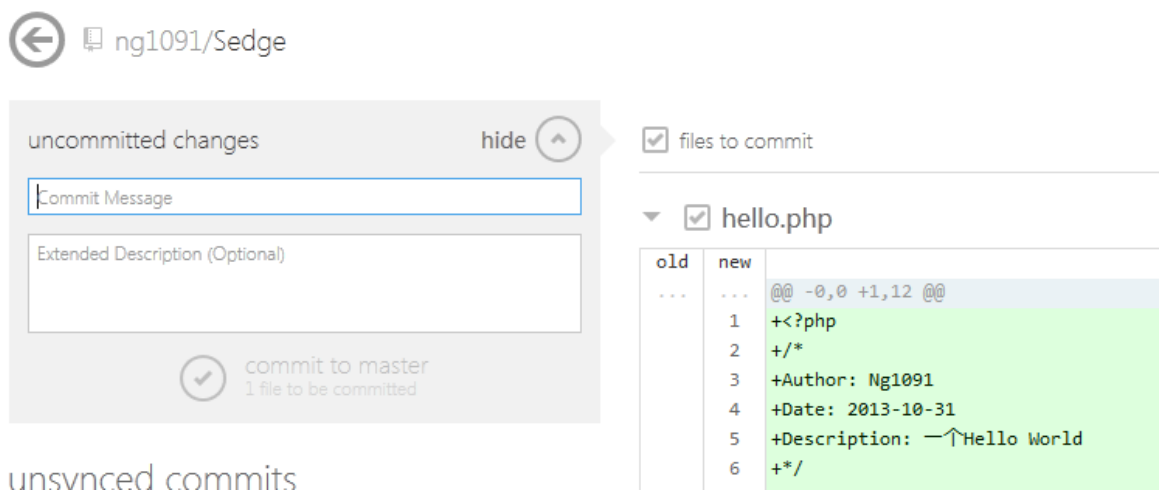 ng1091/Sedge
uncommitted changes
hide
Commit Message
Extended Description (Optional)
commit to master
1 file to be committed
unsynced commits
files to commit
hello.php
old new
... ... @@ -0,0 +1,12 @@
1 +<?php
2 +/*
3 +Author: Ng1091
4 +Date: 2013-10-31
5 +Description: 一个Hello World
6 +*/